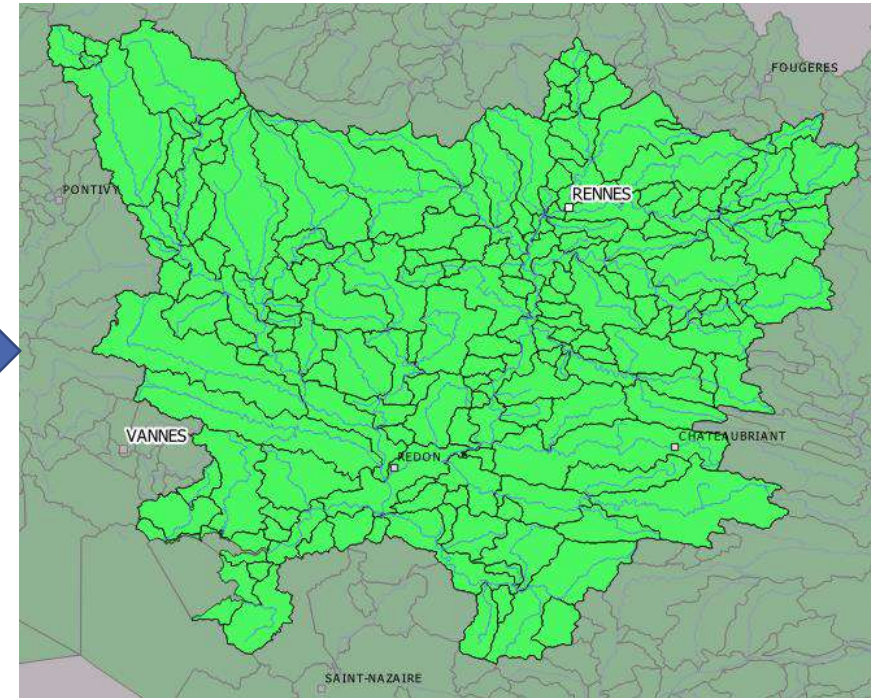 FOUGERES
PONTIVY
RENNES
VANNES
CHATEAUBRIANT
REDON
SAINT-NAZAIRE